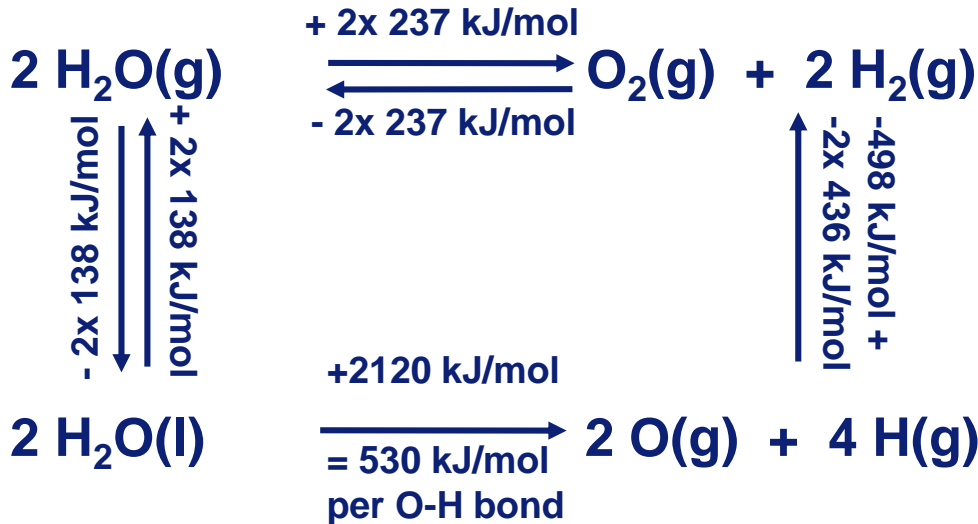 + 2x 237 kJ/mol
2 H₂O(g) O₂(g) + 2 H₂(g)
- 2x 237 kJ/mol
- 2x 138 kJ/mol
+ 2x 138 kJ/mol
-498 kJ/mol +
-2x 436 kJ/mol
+2120 kJ/mol
2 H₂O(l) 2 O(g) + 4 H(g)
= 530 kJ/mol
per O-H bond